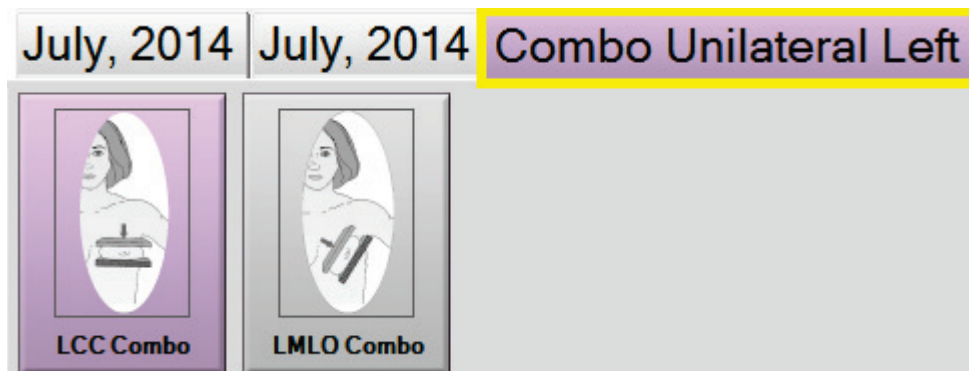 July, 2014 July, 2014 Combo Unilateral Left
LCC Combo LMLO Combo